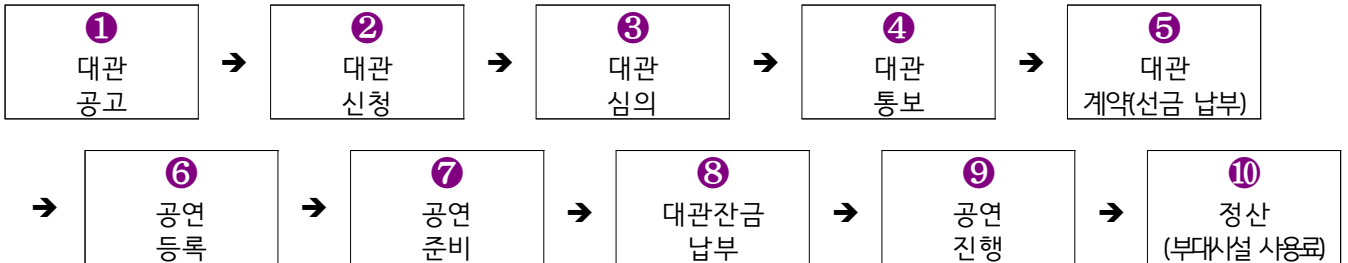 ❶ ❷ ❸ ❹ ❺
대관 ➔ 대관 ➔ 대관 ➔ 대관 ➔ 대관
공고 신청 심의 통보 계약(선금 납부)
❻ ❼ ❽ ❾ ❿
➔ 공연 ➔ 공연 ➔ 대관잔금 ➔ 공연 ➔ 정산
등록 준비 납부 진행 (부대시설 사용료)